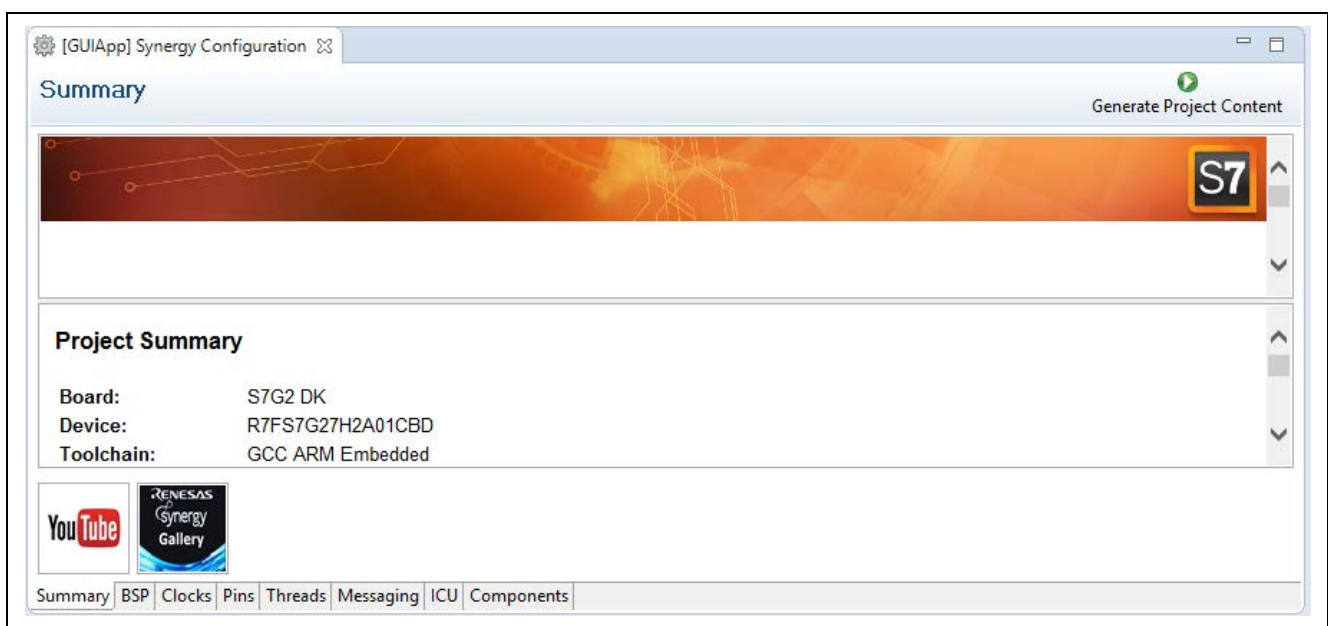 [GUIApp] Synergy Configuration
Summary
Generate Project Content
S7
Project Summary
Board: S7G2 DK
Device: R7FS7G27H2A01CBD
Toolchain: GCC ARM Embedded
YouTube
RENESAS
Synergy
Gallery
Summary BSP Clocks Pins Threads Messaging ICU Components